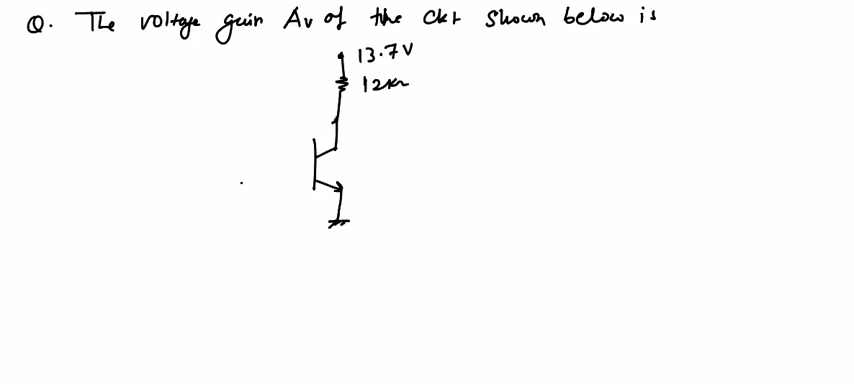 Q. The voltage gain Av of the ckt shown below is
13.7V
12kΩ